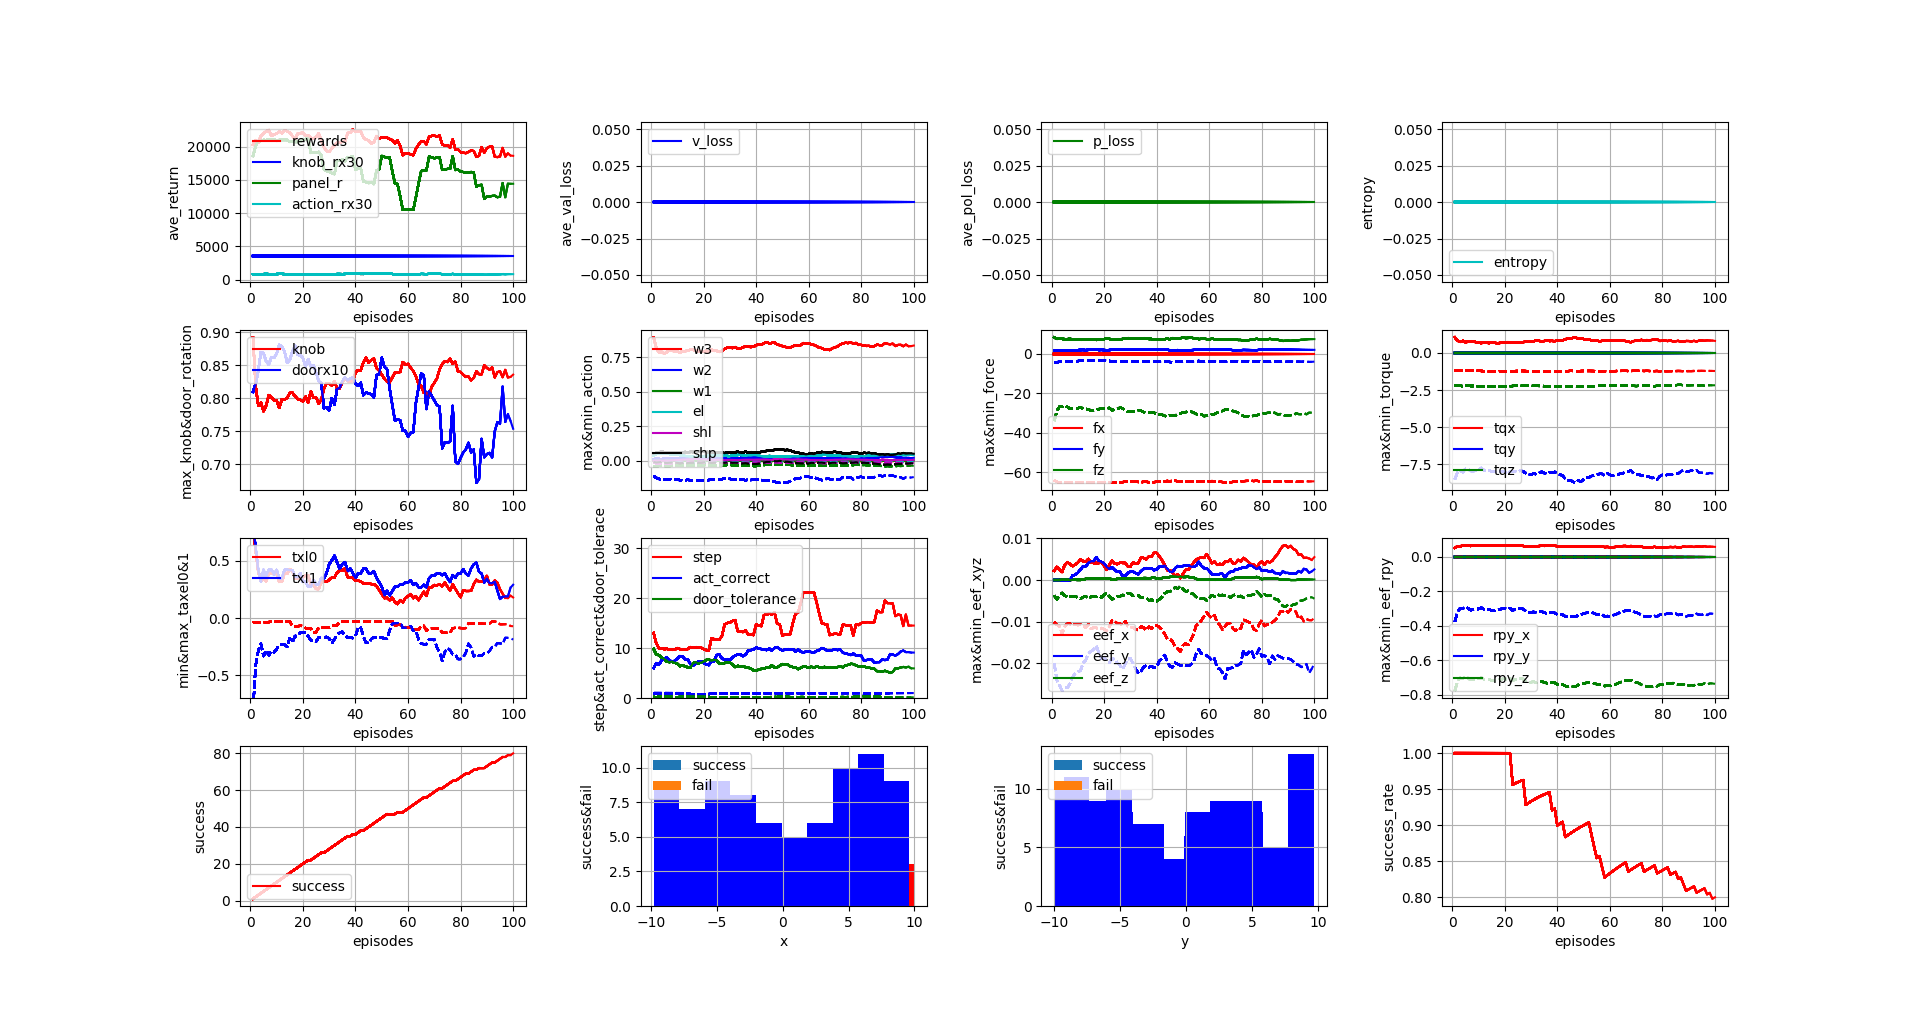 ave_return
20000
15000
10000
5000
0
rewards
knob_rx30
panel_r
action_rx30
0 20 40 60 80 100
episodes
ave_val_loss
0.050
0.025
0.000
−0.025
−0.050
v_loss
0 20 40 60 80 100
episodes
ave_pol_loss
0.050
0.025
0.000
−0.025
−0.050
p_loss
0 20 40 60 80 100
episodes
entropy
0.050
0.025
0.000
−0.025
−0.050
entropy
0 20 40 60 80 100
episodes
max_knob&door_rotation
0.90
0.85
0.80
0.75
0.70
knob
doorx10
0 20 40 60 80 100
episodes
max&min_action
0.75
0.50
0.25
0.00
w3
w2
w1
el
shl
shp
0 20 40 60 80 100
episodes
max&min_force
0
−20
−40
−60
fx
fy
fz
0 20 40 60 80 100
episodes
max&min_torque
0.0
−2.5
−5.0
−7.5
tqx
tqy
tqz
0 20 40 60 80 100
episodes
min&max_taxel0&1
0.5
0.0
−0.5
txl0
txl1
0 20 40 60 80 100
episodes
step&act_correct&door_tolerace
30
20
10
0
step
act_correct
door_tolerance
0 20 40 60 80 100
episodes
max&min_eef_xyz
0.01
0.00
−0.01
−0.02
eef_x
eef_y
eef_z
0 20 40 60 80 100
episodes
max&min_eef_rpy
0.0
−0.2
−0.4
−0.6
−0.8
rpy_x
rpy_y
rpy_z
0 20 40 60 80 100
episodes
success
80
60
40
20
0
success
0 20 40 60 80 100
episodes
success&fail
10.0
7.5
5.0
2.5
0.0
success
fail
−10 −5 0 5 10
x
success&fail
10
5
0
success
fail
−10 −5 0 5 10
y
success_rate
1.00
0.95
0.90
0.85
0.80
0 20 40 60 80 100
episodes